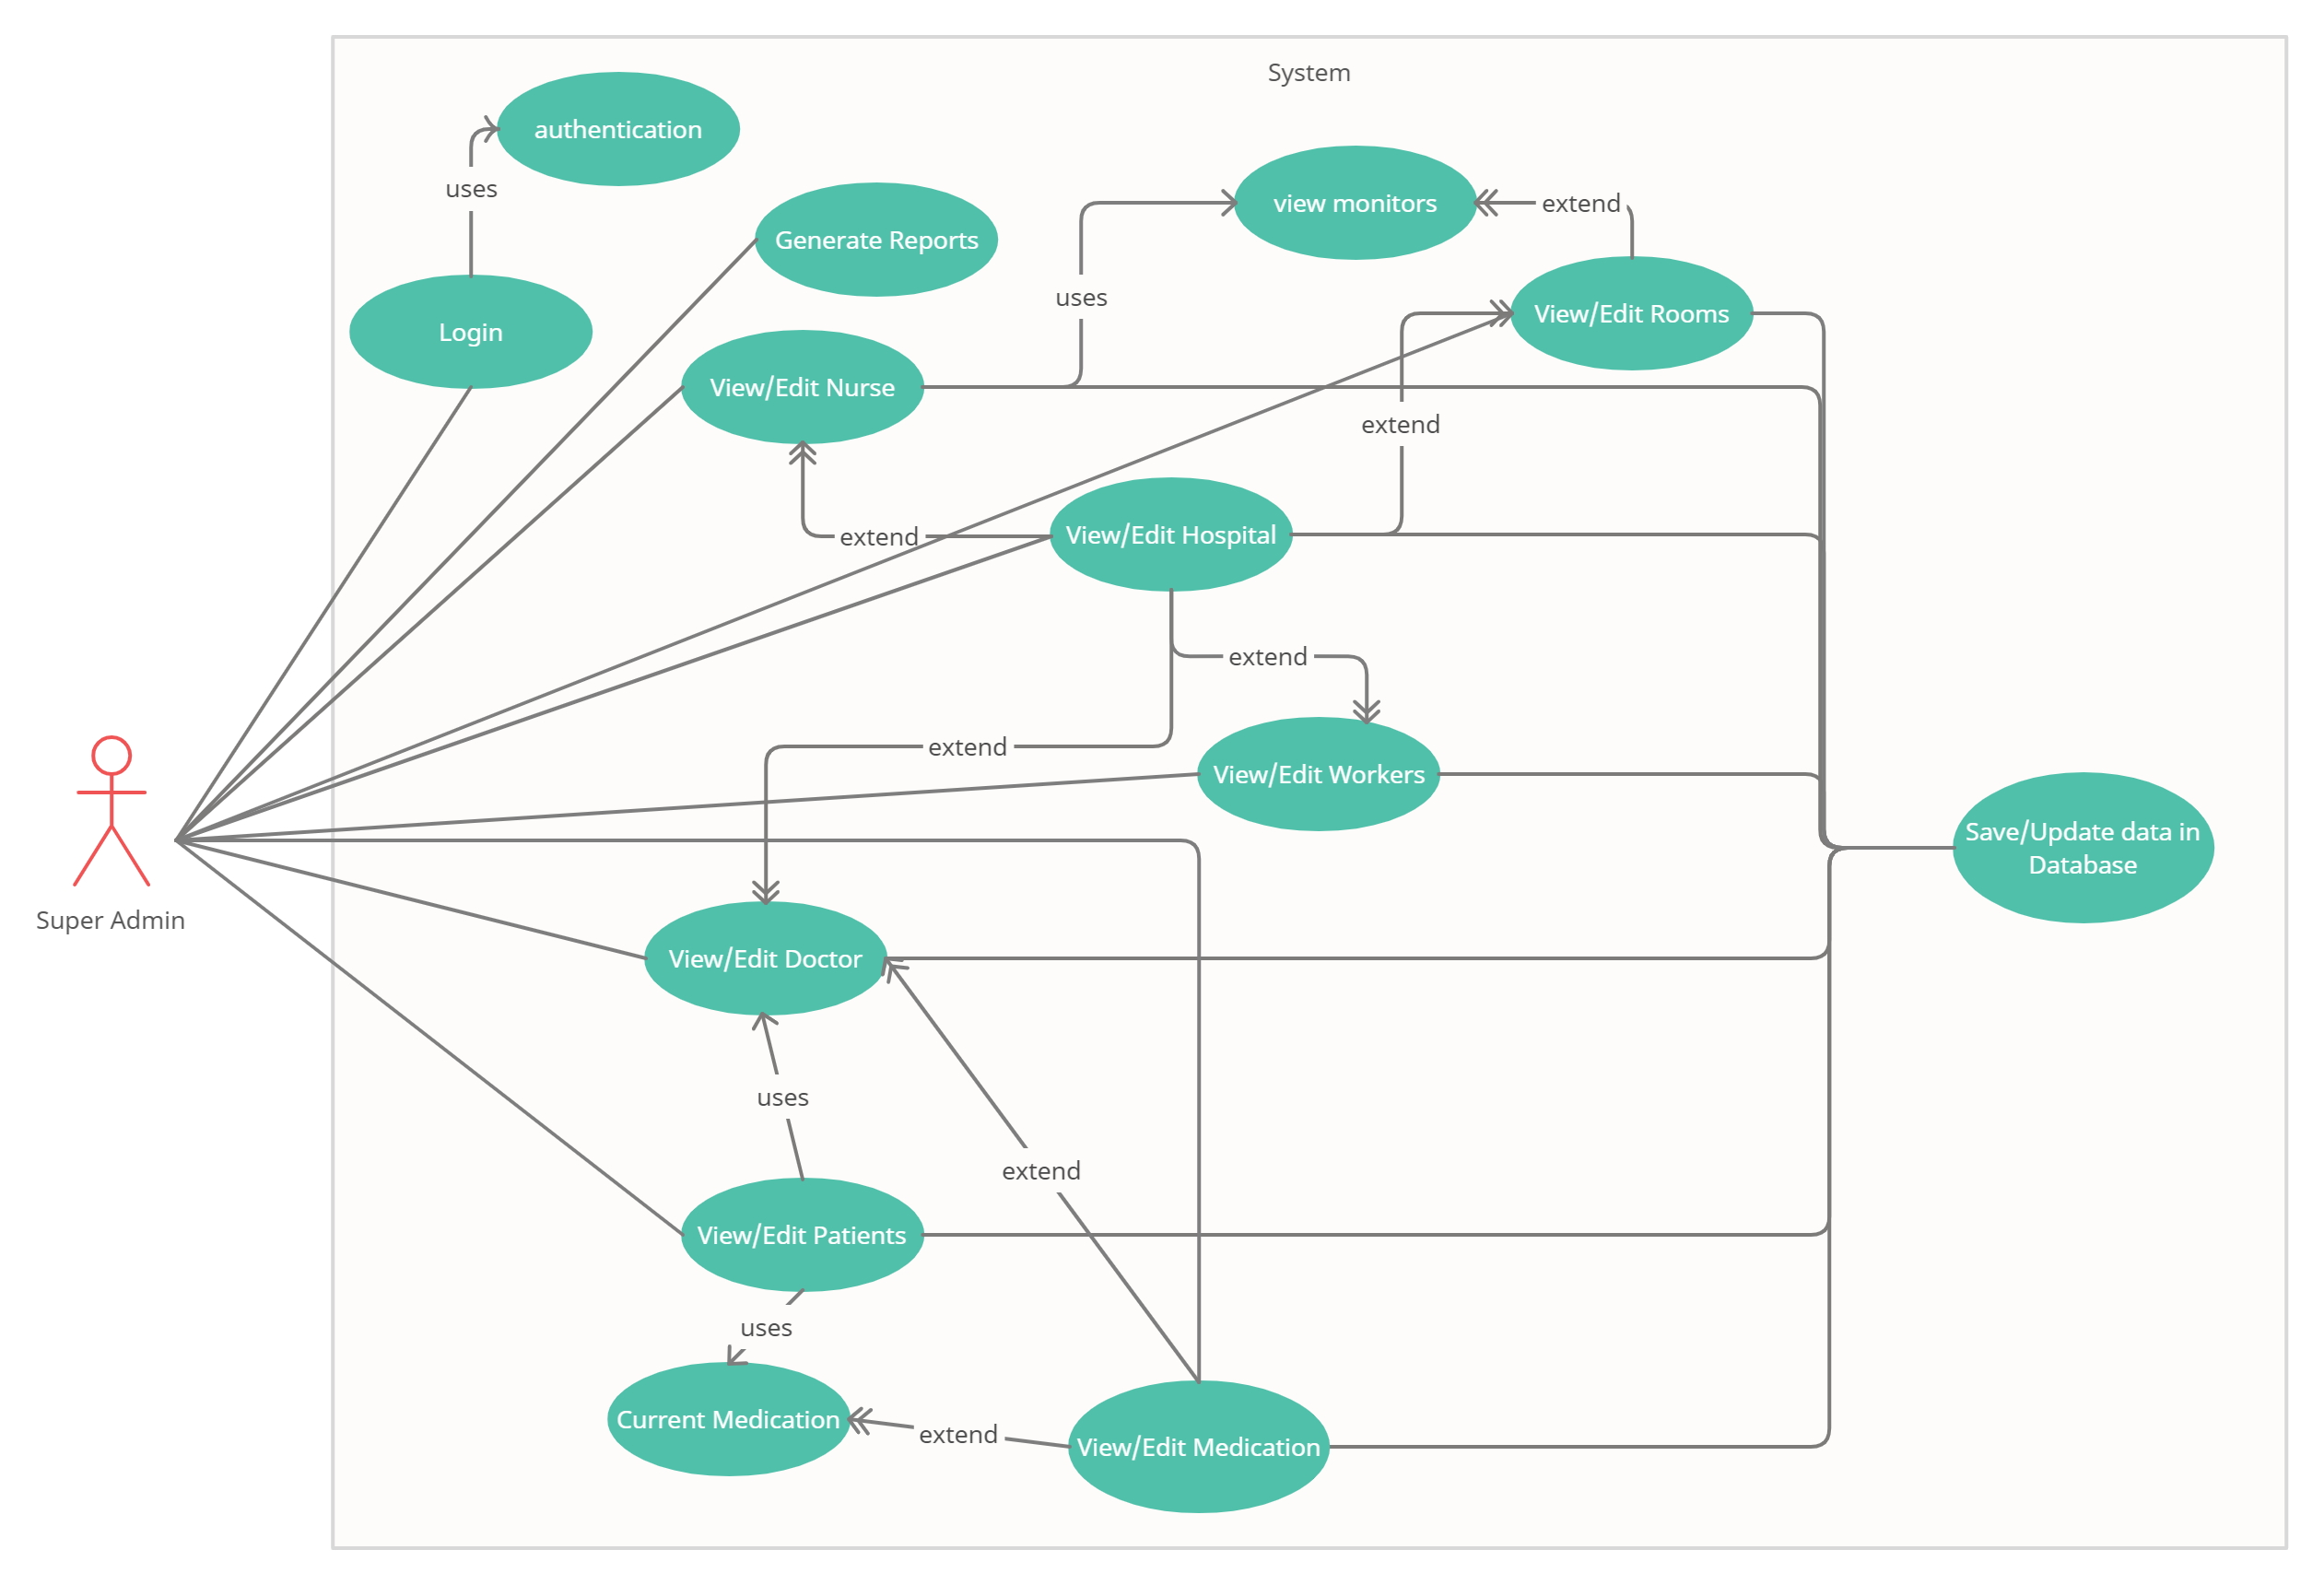 System
authentication
uses
view monitors
extend
Generate Reports
uses
Login
View/Edit Rooms
View/Edit Nurse
extend
extend
View/Edit Hospital
extend
extend
View/Edit Workers
Save/Update data in
Database
Super Admin
View/Edit Doctor
uses
extend
View/Edit Patients
uses
Current Medication
extend
View/Edit Medication